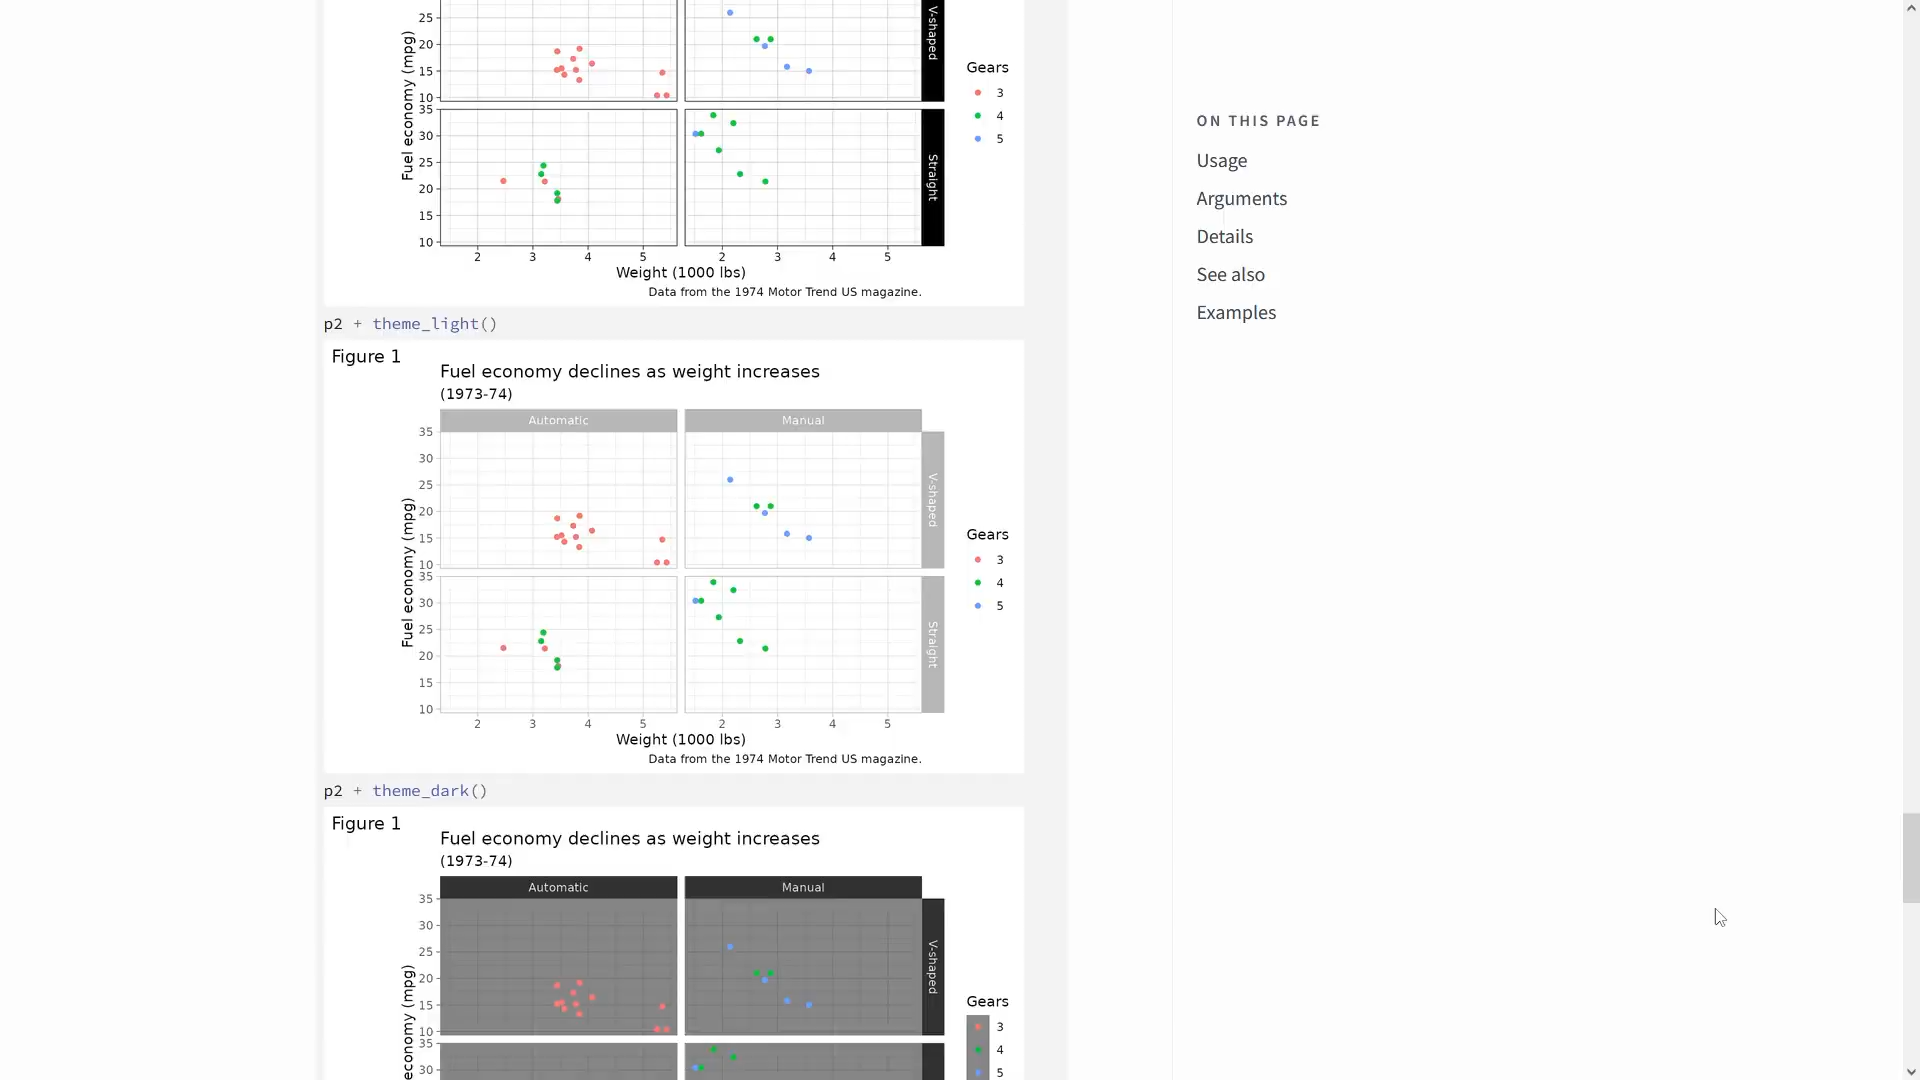 25
20
15
10
V-shaped
Fuel economy (mpg)
Gears
3
4
5
35
30
25
20
15
10
Straight
2 3 4 5 2 3 4 5
Weight (1000 lbs)
Data from the 1974 Motor Trend US magazine.
p2 + theme_light()
Figure 1
Fuel economy declines as weight increases
(1973-74)
Automatic Manual
35
30
25
20
15
10
V-shaped
Fuel economy (mpg)
Gears
3
4
5
35
30
25
20
15
10
Straight
2 3 4 5 2 3 4 5
Weight (1000 lbs)
Data from the 1974 Motor Trend US magazine.
p2 + theme_dark()
Figure 1
Fuel economy declines as weight increases
(1973-74)
Automatic Manual
35
30
25
20
15
10
V-shaped
economy (mpg)
Gears
3
4
5
35
30
ON THIS PAGE
Usage
Arguments
Details
See also
Examples